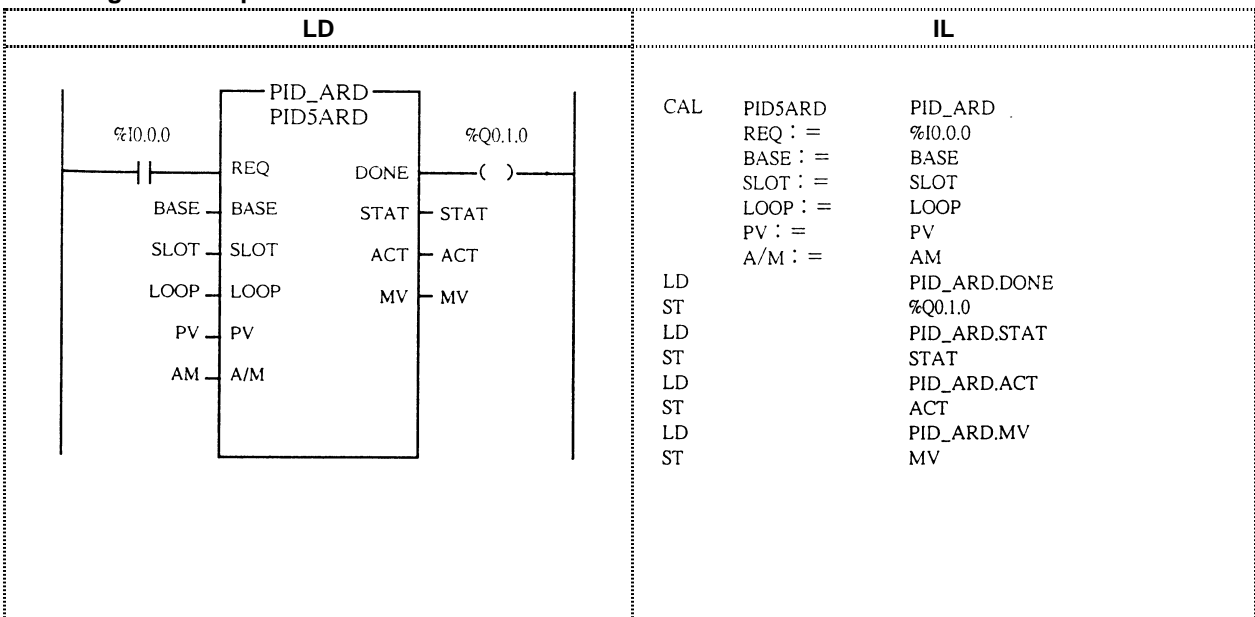 LD
IL
PID_ARD
PID5ARD
%I0.0.0
%Q0.1.0
REQ DONE
BASE BASE STAT STAT
SLOT SLOT ACT ACT
LOOP LOOP MV MV
PV PV
AM A/M
CAL PID5ARD PID_ARD
REQ : = %I0.0.0
BASE : = BASE
SLOT : = SLOT
LOOP : = LOOP
PV : = PV
A/M : = AM
LD PID_ARD.DONE
ST %Q0.1.0
LD PID_ARD.STAT
ST STAT
LD PID_ARD.ACT
ST ACT
LD PID_ARD.MV
ST MV